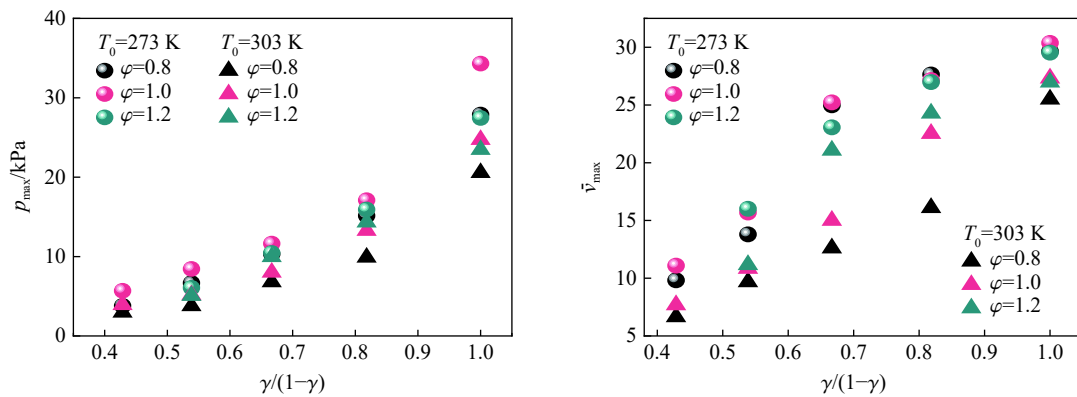 40
30
20
10
0
p_max/kPa
T_0=273 K T_0=303 K
φ=0.8 φ=0.8
φ=1.0 φ=1.0
φ=1.2 φ=1.2
0.4 0.5 0.6 0.7 0.8 0.9 1.0
γ/(1−γ)
30
25
20
15
10
5
v̄_max
T_0=273 K
φ=0.8
φ=1.0
φ=1.2
T_0=303 K
φ=0.8
φ=1.0
φ=1.2
0.4 0.5 0.6 0.7 0.8 0.9 1.0
γ/(1−γ)